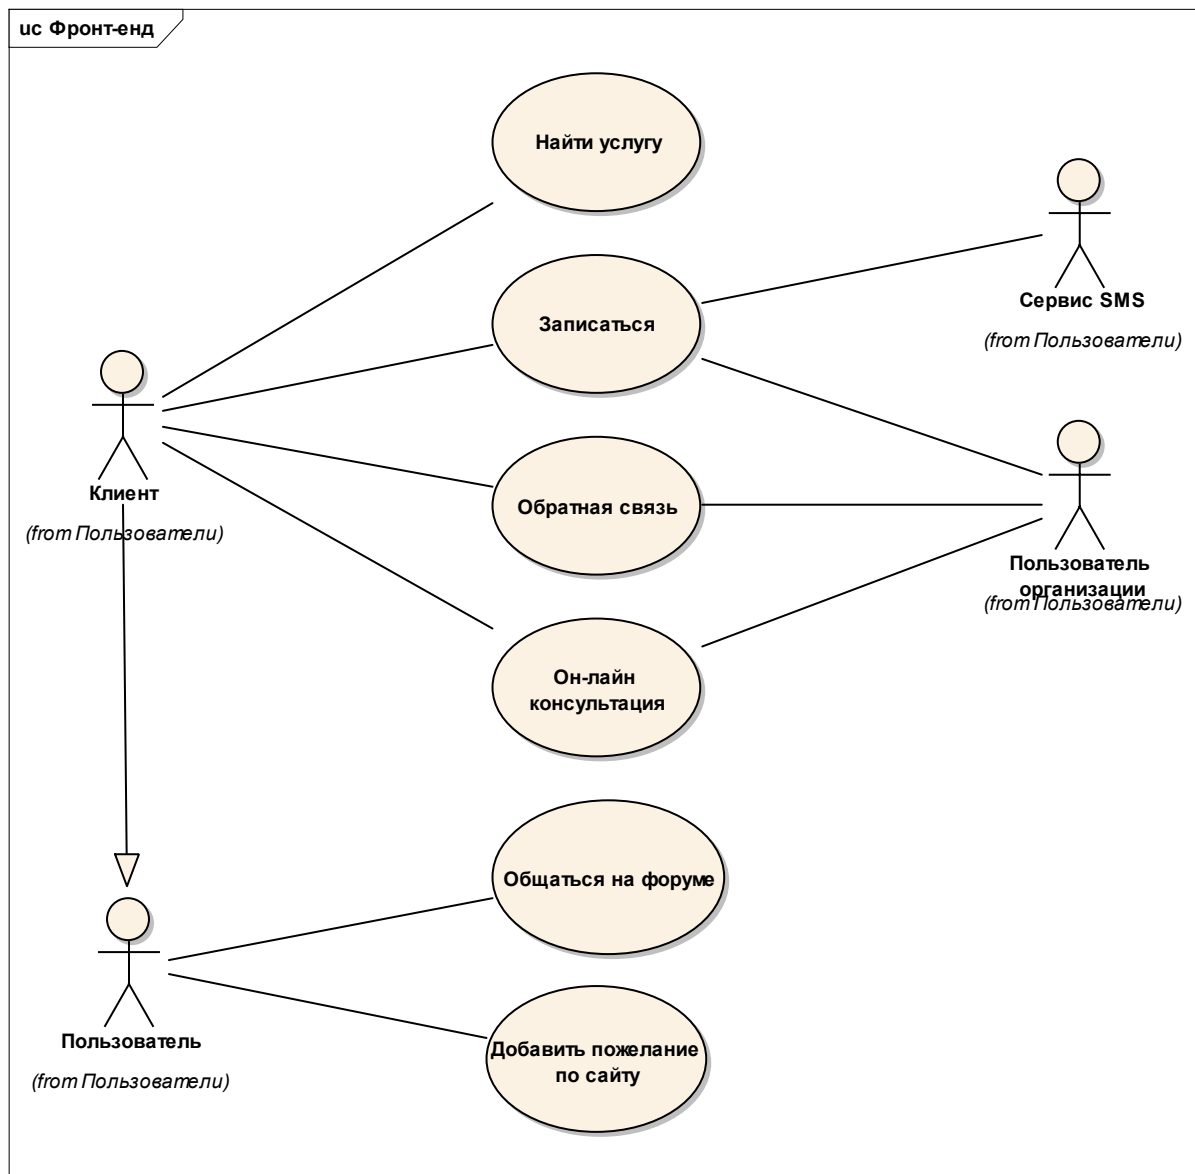 uc Фронт-енд
Найти услугу
Записаться
Сервис SMS
(from Пользователи)
Клиент
(from Пользователи)
Обратная связь
Пользователь
организации
(from Пользователи)
Он-лайн
консультация
Общаться на форуме
Пользователь
(from Пользователи)
Добавить пожелание
по сайту